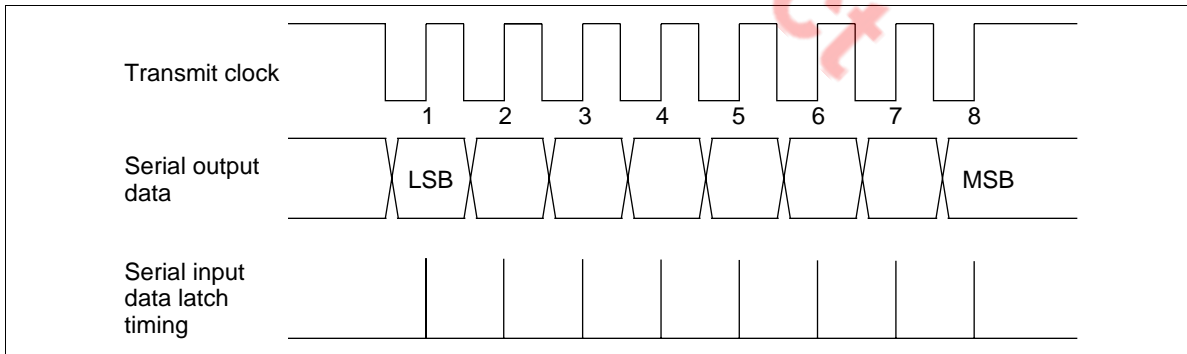 Transmit clock
1 2 3 4 5 6 7 8
Serial output
data
LSB
MSB
Serial input
data latch
timing
ct